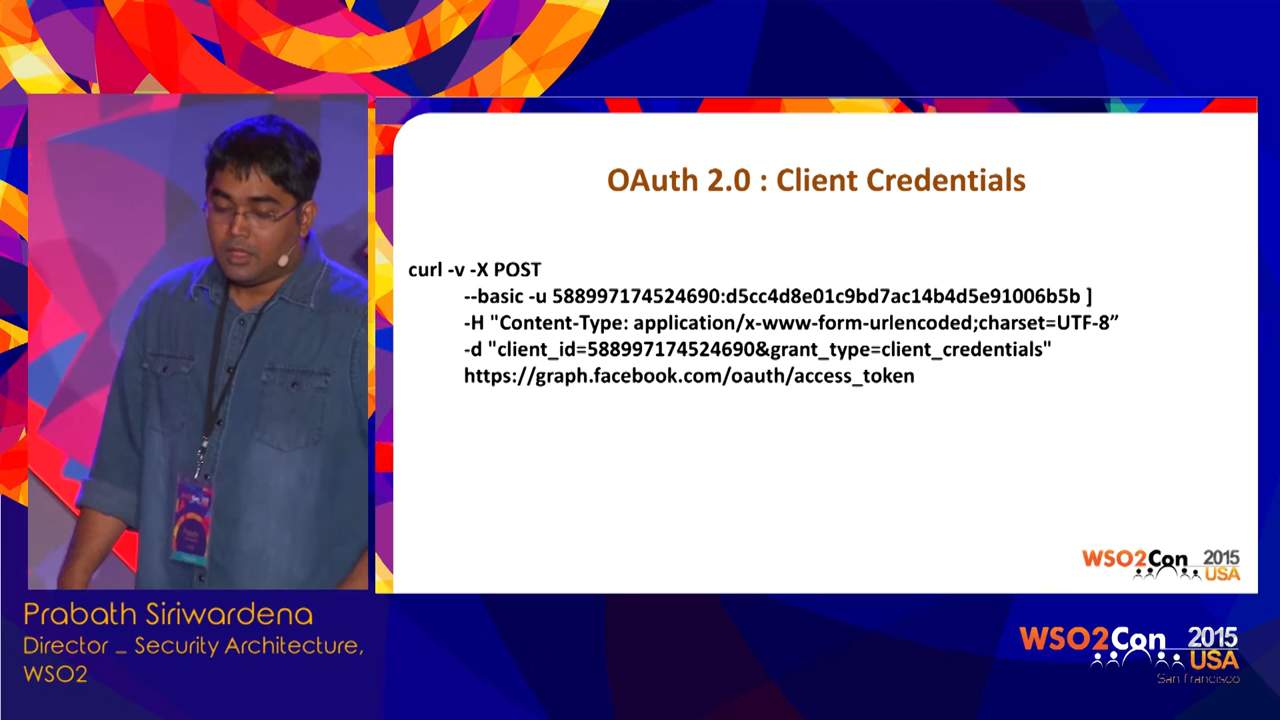 OAuth 2.0 : Client Credentials
curl -v -X POST
--basic -u 588997174524690:d5cc4d8e01c9bd7ac14b4d5e91006b5b ]
-H "Content-Type: application/x-www-form-urlencoded;charset=UTF-8”
-d "client_id=588997174524690&grant_type=client_credentials"
https://graph.facebook.com/oauth/access_token
WSO2Con 2015
USA
Prabath Siriwardena
Director _ Security Architecture,
WSO2
WSO2Con 2015
USA
San Francisco